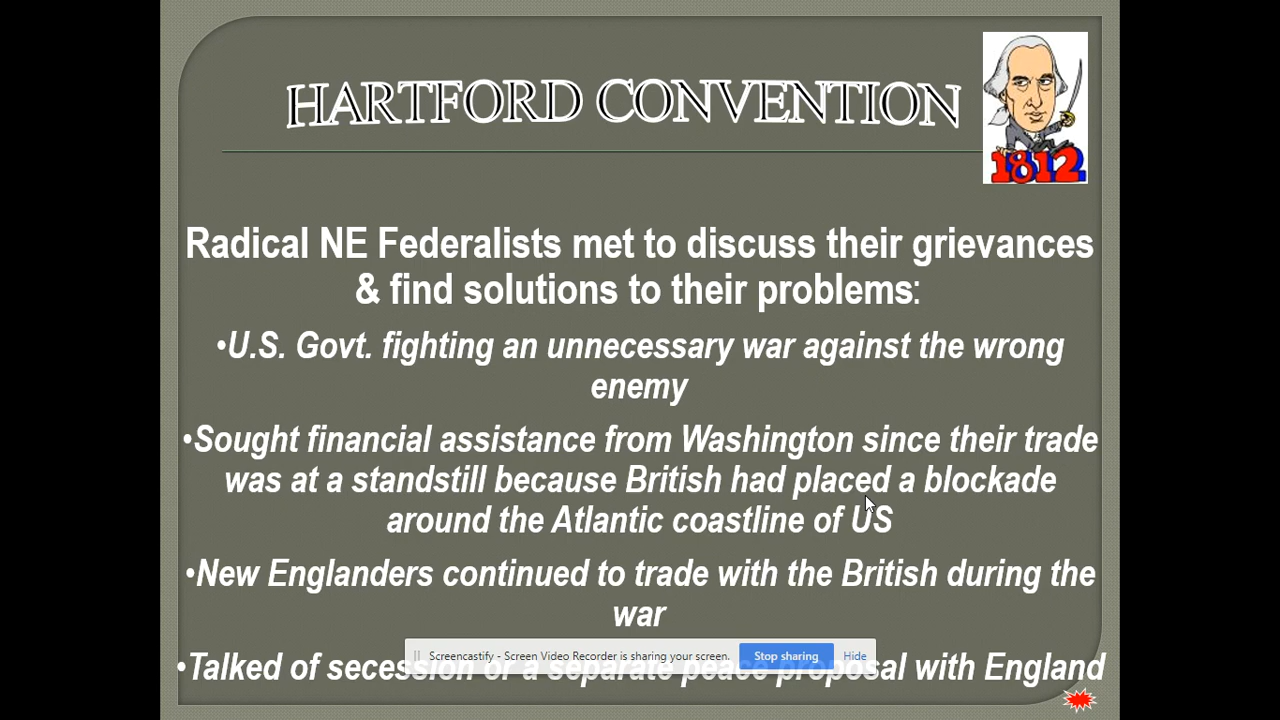 HARTFORD CONVENTION
1812
Radical NE Federalists met to discuss their grievances
& find solutions to their problems:
•U.S. Govt. fighting an unnecessary war against the wrong
enemy
•Sought financial assistance from Washington since their trade
was at a standstill because British had placed a blockade
around the Atlantic coastline of US
•New Englanders continued to trade with the British during the
war
Screencastify - Screen Video Recorder is sharing your screen. Stop sharing Hide
•Talked of secession or a separate peace proposal with England